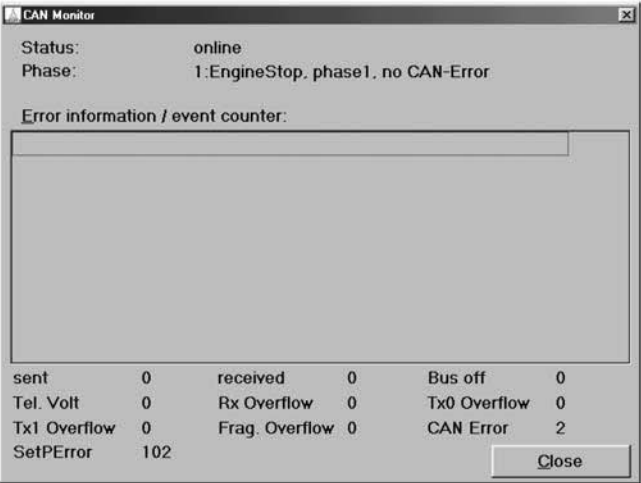 CAN Monitor
Status: online
Phase: 1:EngineStop, phase1, no CAN-Error
Error information / event counter:
sent 0 received 0 Bus off 0
Tel. Volt 0 Rx Overflow 0 Tx0 Overflow 0
Tx1 Overflow 0 Frag. Overflow 0 CAN Error 2
SetPError 102
Close